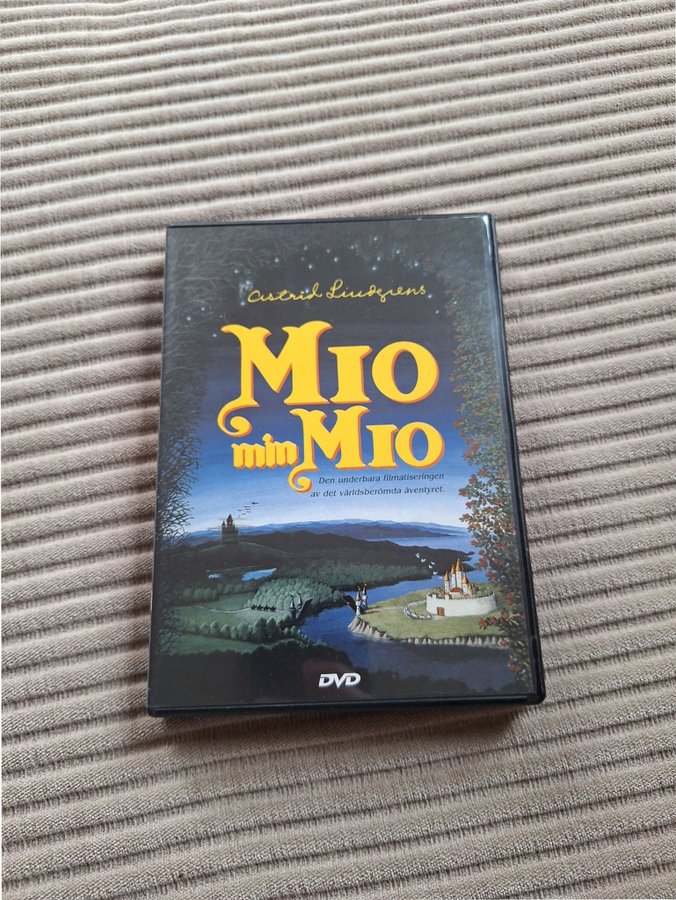 Astrid Lindgrens
MIO
min MIO
Den underbara filmatiseringen
av det världsberömda äventyret.
DVD